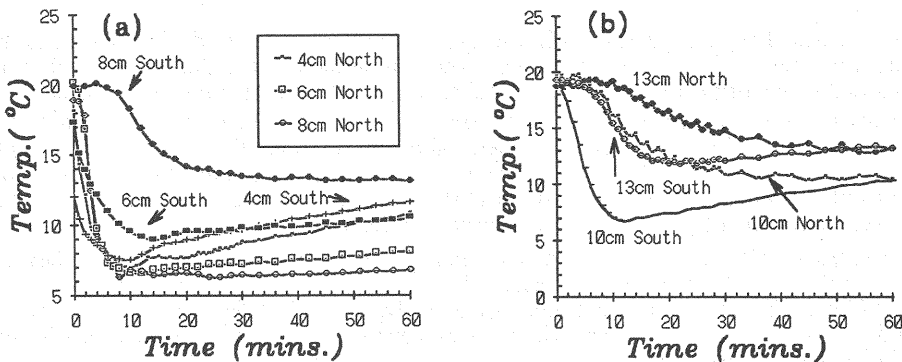 (a)
Temp. (°C)
20
15
10
5
8cm South
4cm North
6cm North
8cm North
6cm South
4cm South
0 10 20 30 40 50 60
Time (mins.)
(b)
Temp. (°C)
25
20
15
10
5
0
13cm North
13cm South
10cm North
10cm South
0 10 20 30 40 50 60
Time (mins.)